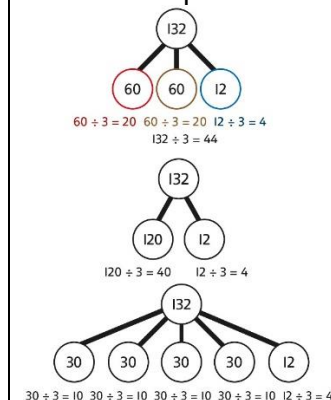 132
60 60 12
60 ÷ 3 = 20 60 ÷ 3 = 20 12 ÷ 3 = 4
132 ÷ 3 = 44
132
120 12
120 ÷ 3 = 40 12 ÷ 3 = 4
132
30 30 30 30 12
30 ÷ 3 = 10 30 ÷ 3 = 10 30 ÷ 3 = 10 30 ÷ 3 = 10 12 ÷ 3 = 4